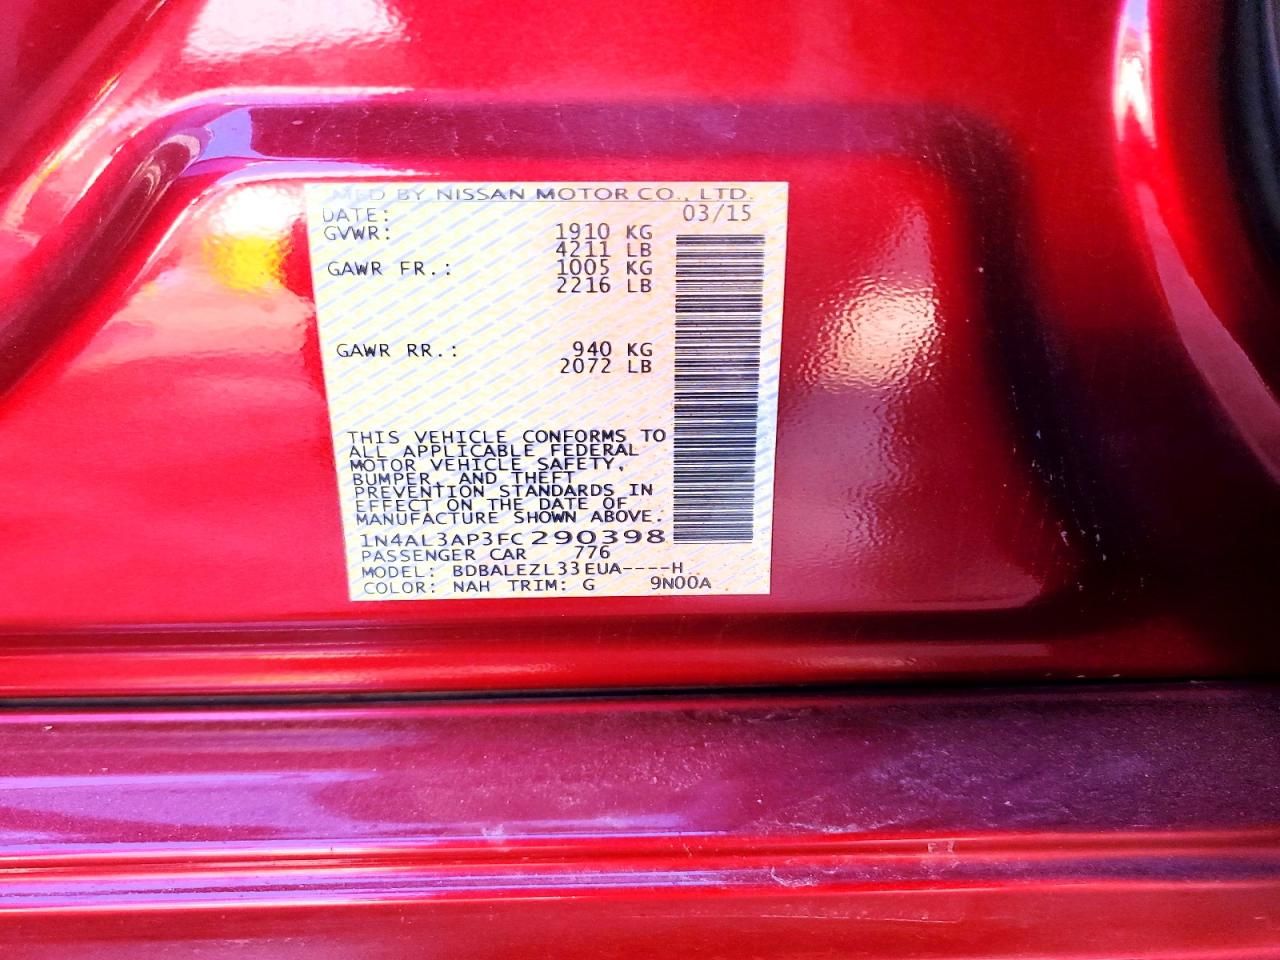 MFD BY NISSAN MOTOR CO., LTD.
DATE: 03/15
GVWR: 1910 KG
4211 LB
GAWR FR.: 1005 KG
2216 LB
GAWR RR.: 940 KG
2072 LB
THIS VEHICLE CONFORMS TO
ALL APPLICABLE FEDERAL
MOTOR VEHICLE SAFETY,
BUMPER, AND THEFT
PREVENTION STANDARDS IN
EFFECT ON THE DATE OF
MANUFACTURE SHOWN ABOVE.
1N4AL3AP3FC290398
PASSENGER CAR 776
MODEL: BDBALEZL33EUA----H
COLOR: NAH TRIM: G 9N00A